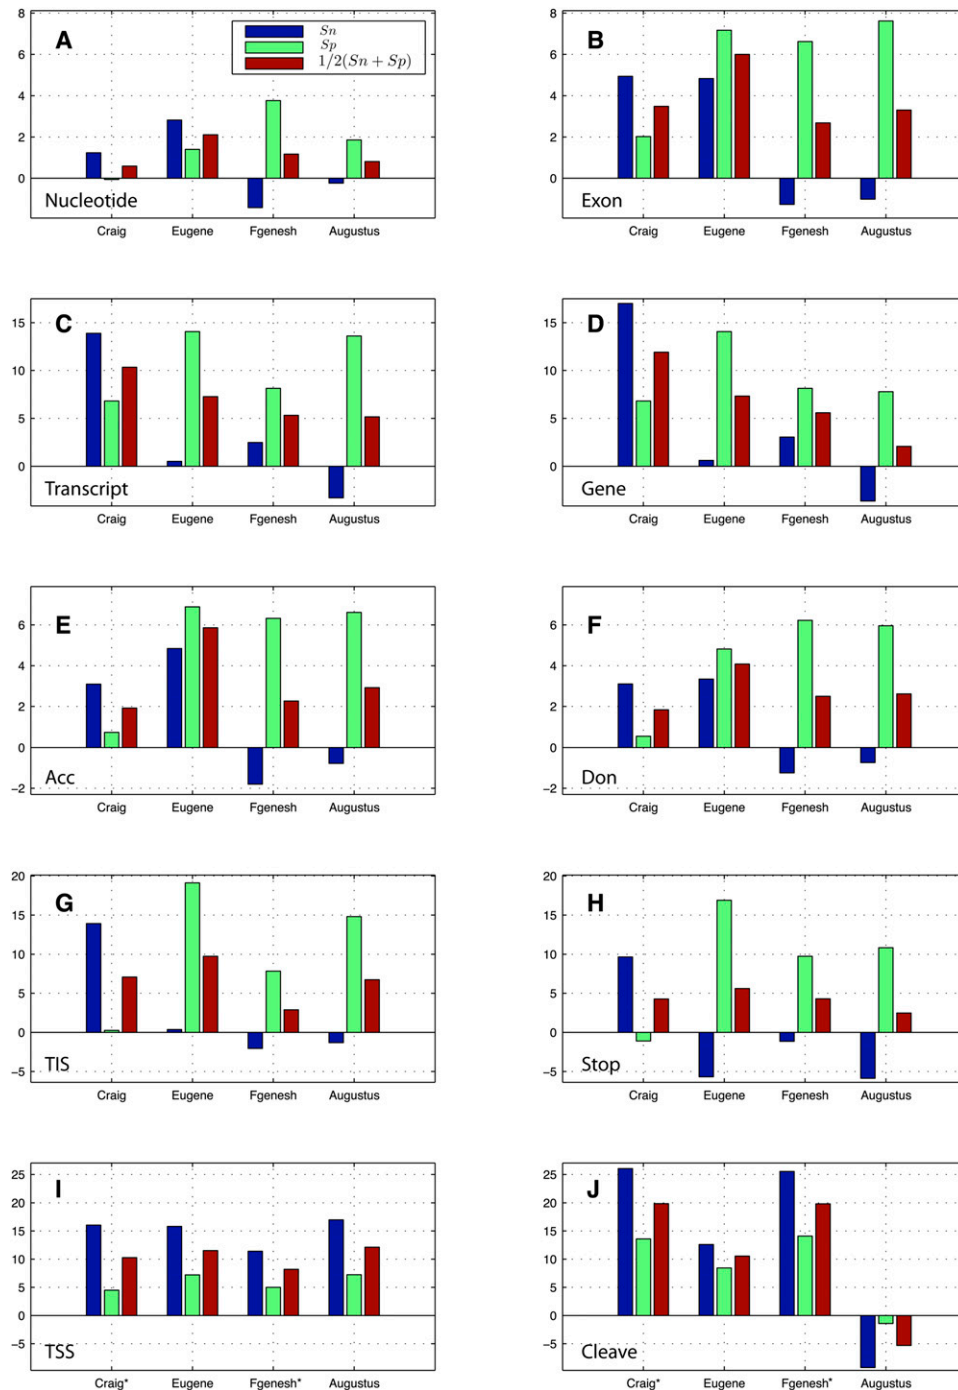 A
Sn
Sp
1/2(Sn + Sp)
8
6
4
2
0
Nucleotide
Craig Eugene Fgenesh Augustus
B
8
6
4
2
0
Exon
Craig Eugene Fgenesh Augustus
C
15
10
5
0
Transcript
Craig Eugene Fgenesh Augustus
D
15
10
5
0
Gene
Craig Eugene Fgenesh Augustus
E
6
4
2
0
−2
Acc
Craig Eugene Fgenesh Augustus
F
6
4
2
0
−2
Don
Craig Eugene Fgenesh Augustus
G
20
15
10
5
0
−5
TIS
Craig Eugene Fgenesh Augustus
H
20
15
10
5
0
−5
Stop
Craig Eugene Fgenesh Augustus
I
25
20
15
10
5
0
−5
TSS
Craig* Eugene Fgenesh* Augustus
J
25
20
15
10
5
0
−5
Cleave
Craig* Eugene Fgenesh* Augustus